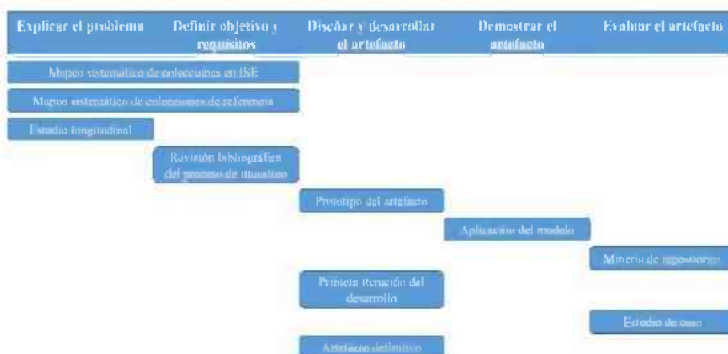 Explicar el problema
Definir objetivo y
requisitos
Diseñar y desarrollar
el artefacto
Demostrar el
artefacto
Evaluar el artefacto
Mapeo sistemático de colecciones en ISE
Mapeo sistemático de colecciones de referencia
Estudio longitudinal
Revisión bibliográfica
del proceso de muestreo
Prototipo del artefacto
Aplicación del modelo
Minería de repositorios
Primera iteración del
desarrollo
Estudio de caso
Artefacto definitivo